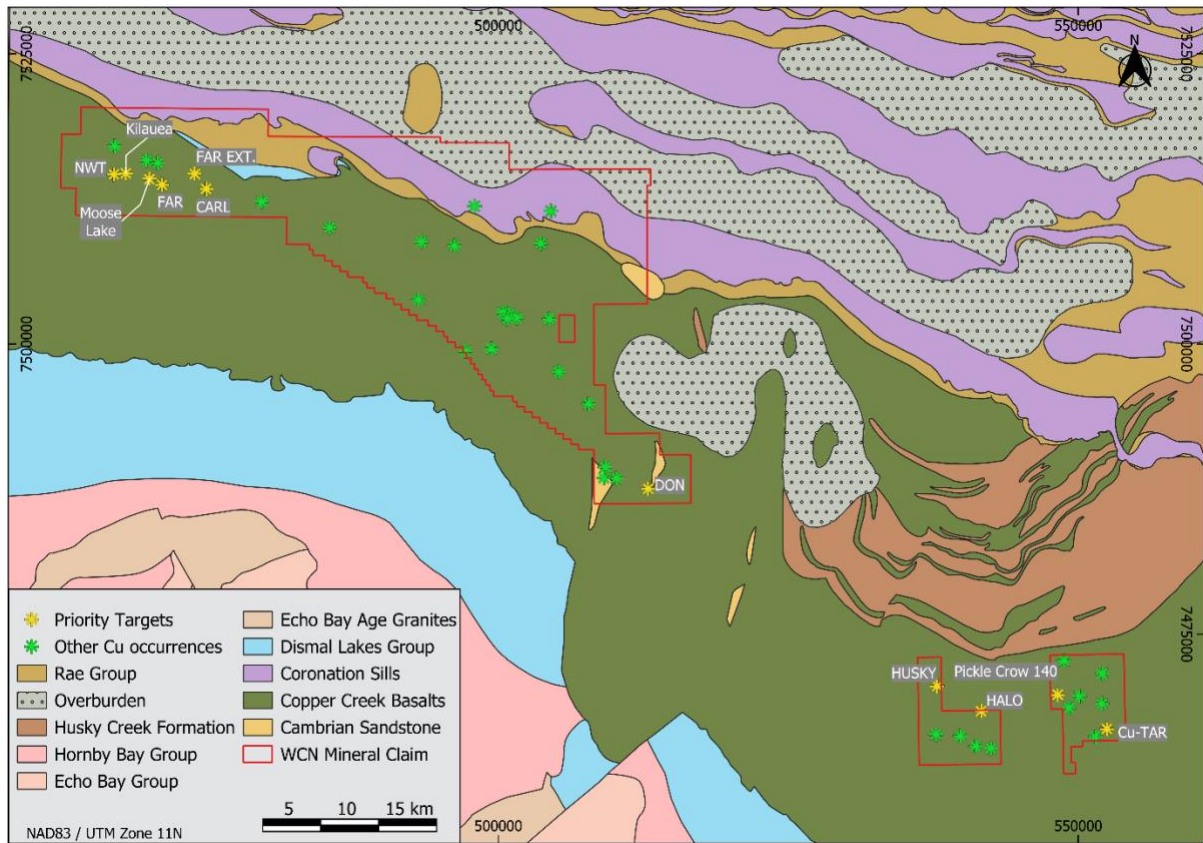 500000
550000
7525000
7525000
N
Kilauea
NWT
FAR EXT.
Moose
Lake
FAR
CARL
7500000
7500000
DON
7475000
HUSKY
Pickle Crow 140
HALO
Cu-TAR
Priority Targets
Other Cu occurrences
Rae Group
Overburden
Husky Creek Formation
Hornby Bay Group
Echo Bay Group
Echo Bay Age Granites
Dismal Lakes Group
Coronation Sills
Copper Creek Basalts
Cambrian Sandstone
WCN Mineral Claim
5 10 15 km
NAD83 / UTM Zone 11N
500000
550000